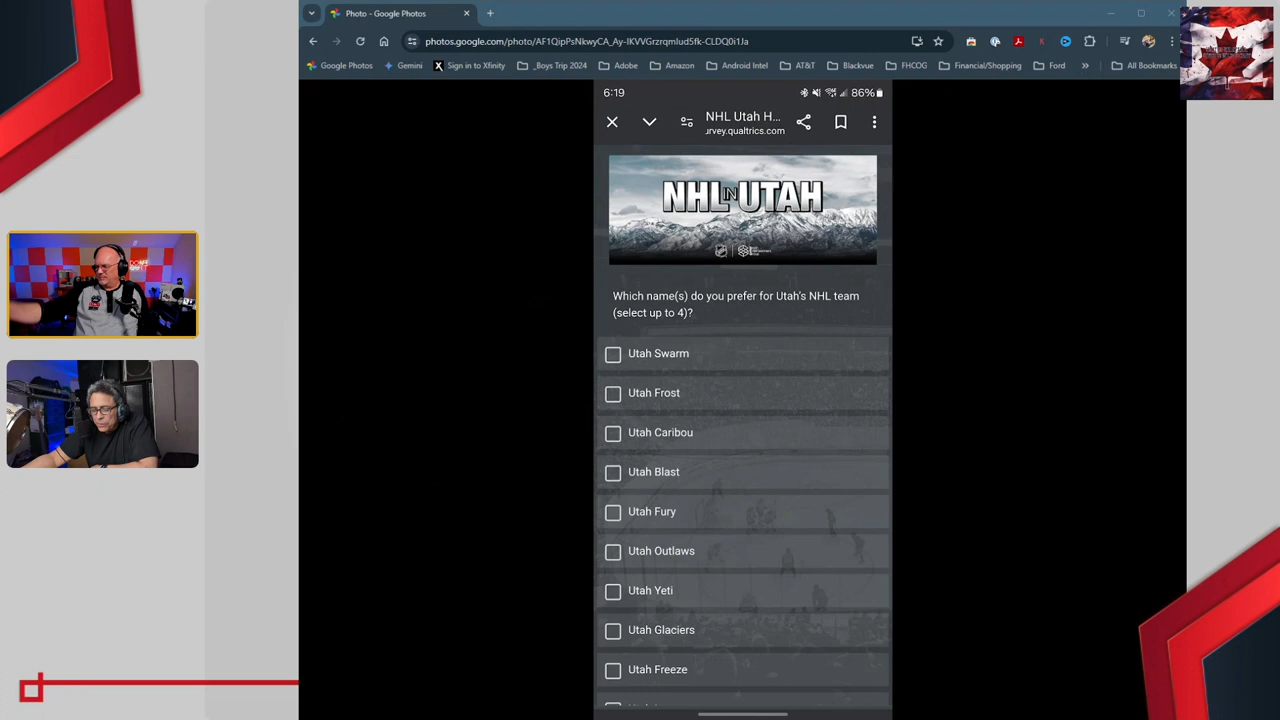 Photo - Google Photos
photos.google.com/photo/AF1QipPsNkwyCA_Ay-IKVVGrzrqmIud5fk-CLDQ0i1Ja
Google Photos
Gemini
Sign in to Xfinity
Boys Trip 2024
Adobe
Amazon
Android Intel
AT&T
Blackvue
FHCOG
Financial/Shopping
Ford
»
All Bookmarks
6:19
86%
NHL Utah H...
urvey.qualtrics.com
NHL IN UTAH
Which name(s) do you prefer for Utah's NHL team
(select up to 4)?
Utah Swarm
Utah Frost
Utah Caribou
Utah Blast
Utah Fury
Utah Outlaws
Utah Yeti
Utah Glaciers
Utah Freeze